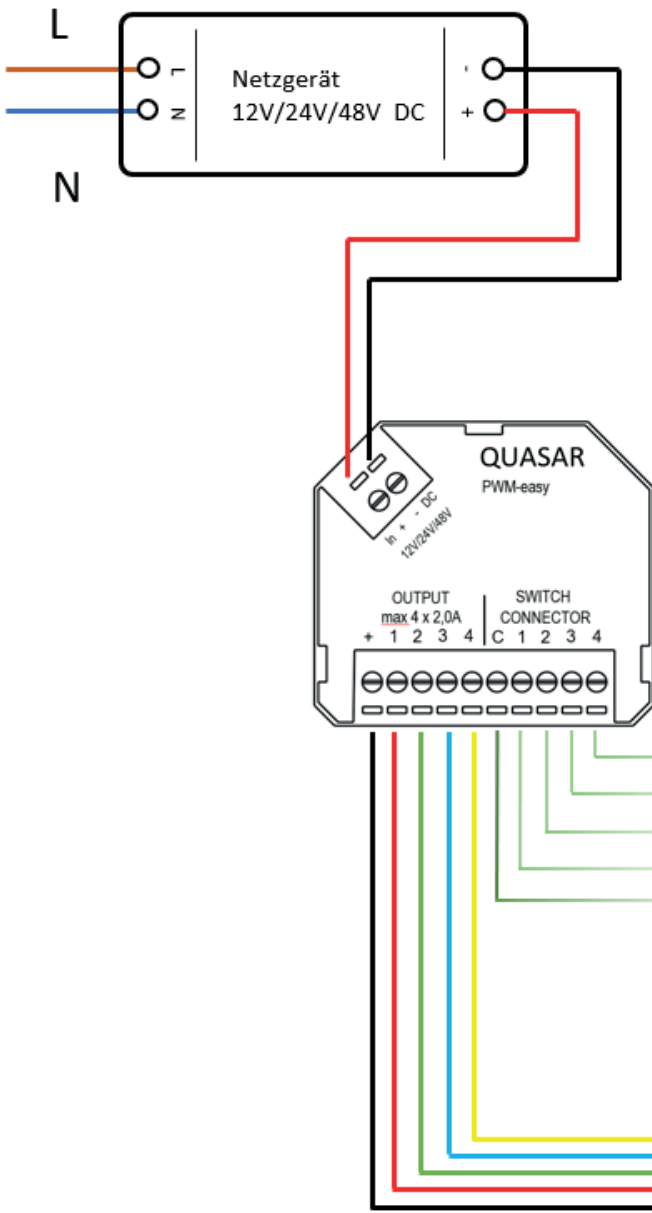 L
L
Netzgerät
-
N
12V/24V/48V DC
+
N
QUASAR
PWM-easy
In + - DC
12V/24V/48V
OUTPUT
max 4 x 2,0A
+ 1 2 3 4
SWITCH
CONNECTOR
C 1 2 3 4